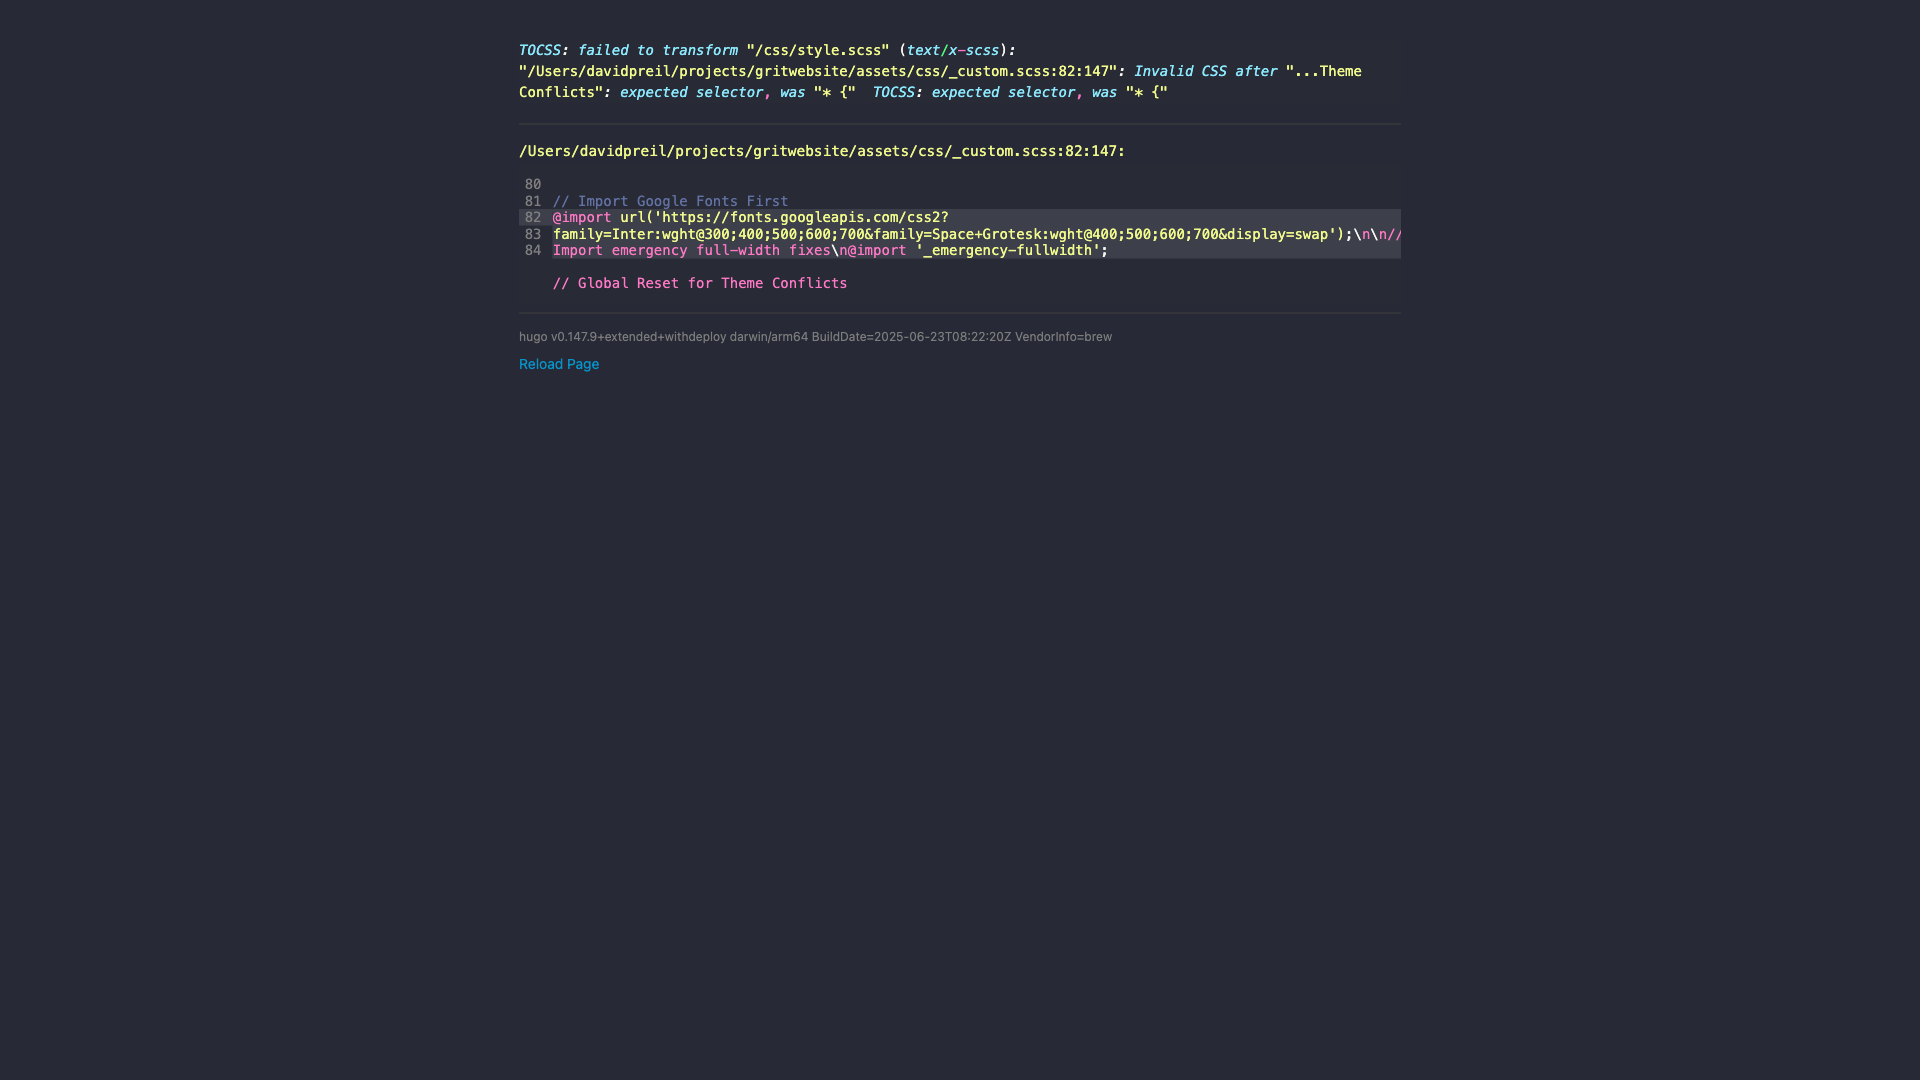 TOCSS: failed to transform "/css/style.scss" (text/x-scss):
"/Users/davidpreil/projects/gritwebsite/assets/css/_custom.scss:82:147": Invalid CSS after "...Theme
Conflicts": expected selector, was "* {"  TOCSS: expected selector, was "* {"
/Users/davidpreil/projects/gritwebsite/assets/css/_custom.scss:82:147:
80
81 // Import Google Fonts First
82 @import url('https://fonts.googleapis.com/css2?
83 family=Inter:wght@300;400;500;600;700&family=Space+Grotesk:wght@400;500;600;700&display=swap');\n\n//
84 Import emergency full-width fixes\n@import '_emergency-fullwidth';
// Global Reset for Theme Conflicts
hugo v0.147.9+extended+withdeploy darwin/arm64 BuildDate=2025-06-23T08:22:20Z VendorInfo=brew
Reload Page